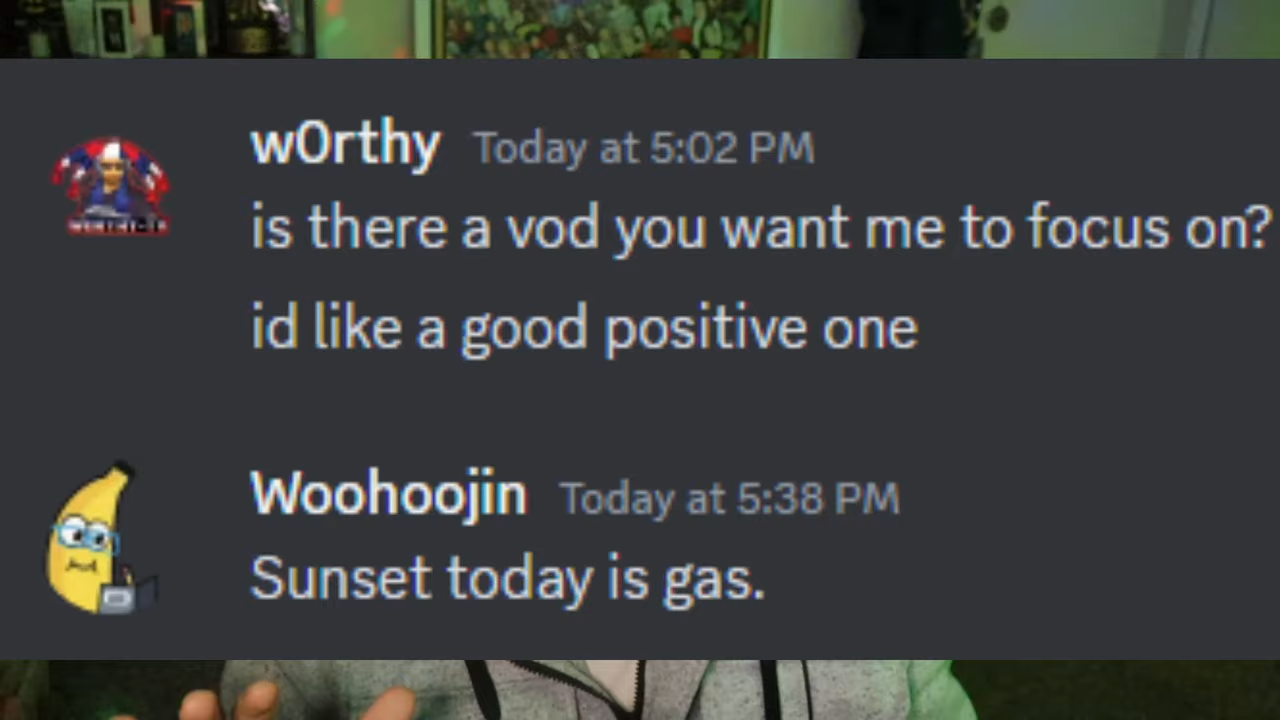 w0rthy Today at 5:02 PM
is there a vod you want me to focus on?
id like a good positive one
Woohoojin Today at 5:38 PM
Sunset today is gas.